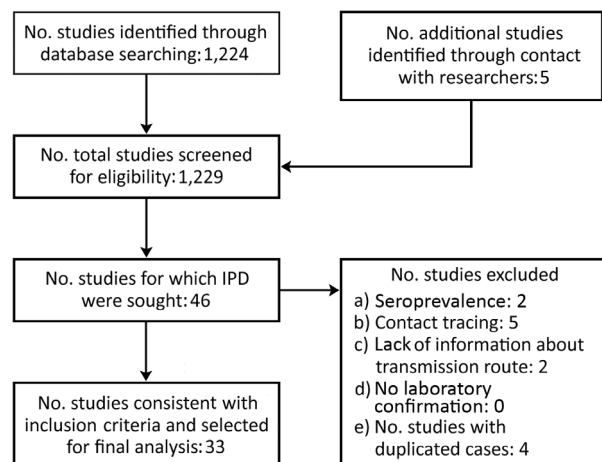 No. studies identified through
database searching: 1,224
No. additional studies
identified through contact
with researchers: 5
No. total studies screened
for eligibility: 1,229
No. studies for which IPD
were sought: 46
No. studies excluded
a) Seroprevalence: 2
b) Contact tracing: 5
c) Lack of information about
transmission route: 2
d) No laboratory
confirmation: 0
e) No. studies with
duplicated cases: 4
No. studies consistent with
inclusion criteria and selected
for final analysis: 33